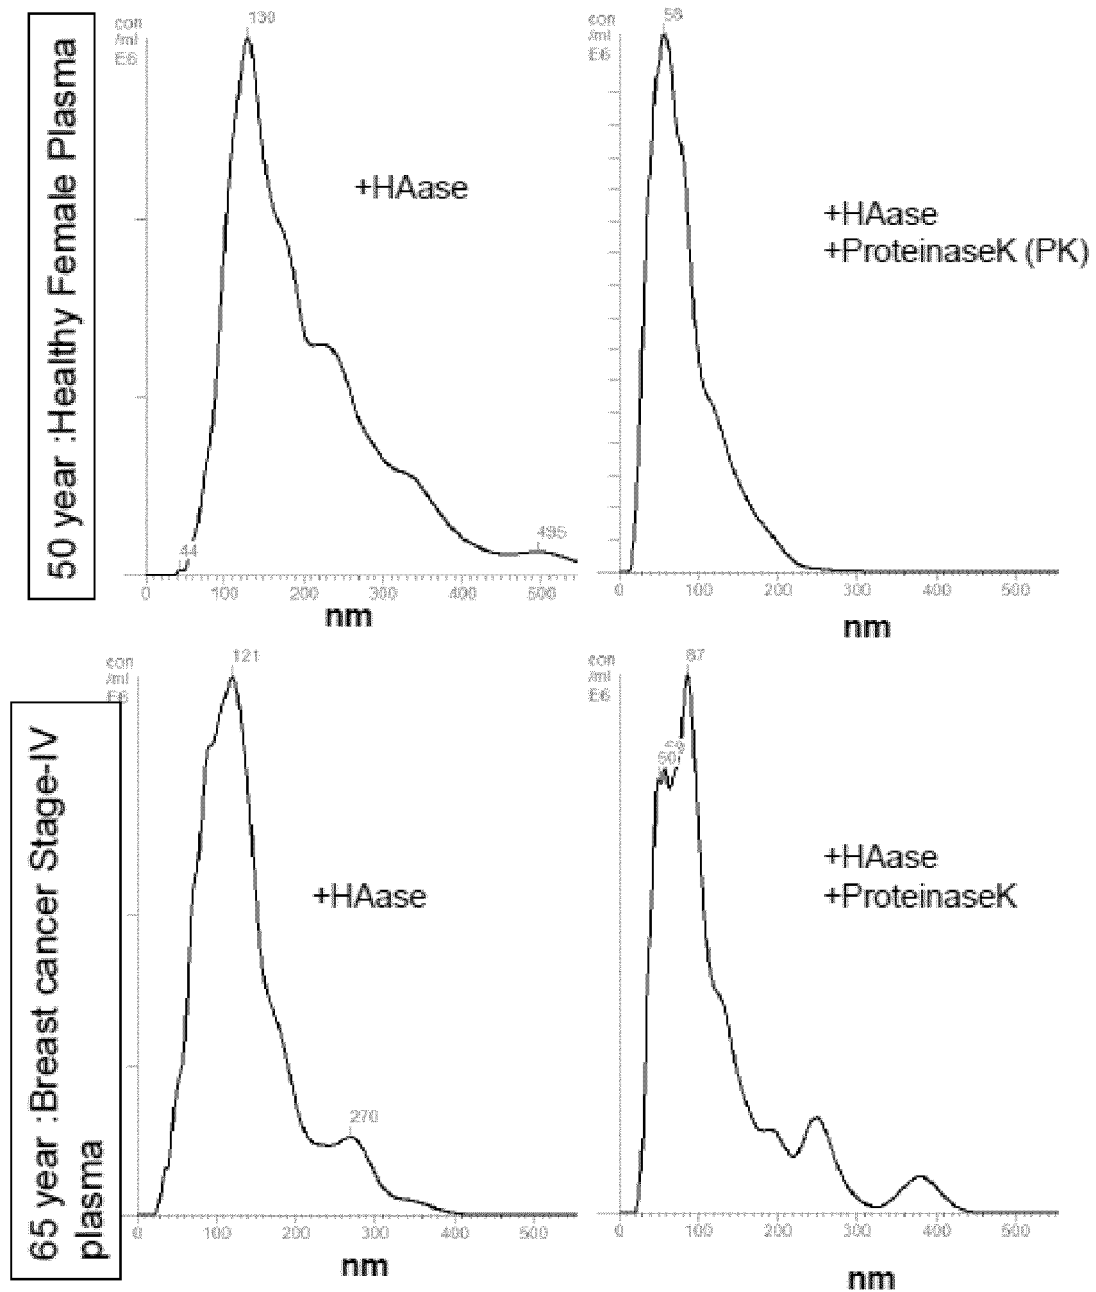 50 year :Healthy Female Plasma
con
/ml
E6
130
+HAase
44
495
0 100 200 300 400 500
nm
con
/ml
E6
58
+HAase
+ProteinaseK (PK)
0 100 200 300 400 500
nm
65 year :Breast cancer Stage-IV
plasma
con
/ml
E6
121
+HAase
270
0 100 200 300 400 500
nm
con
/ml
E6
87
+HAase
+ProteinaseK
0 100 200 300 400 500
nm